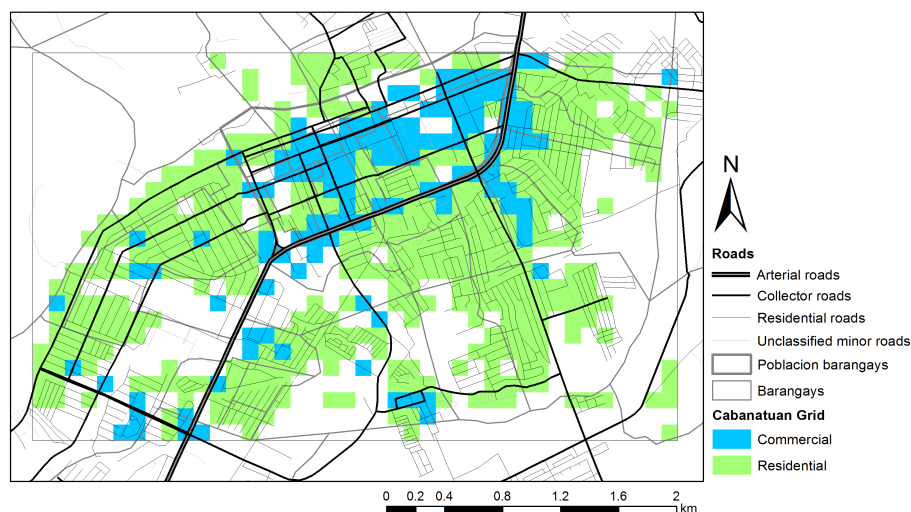 N
Roads
Arterial roads
Collector roads
Residential roads
Unclassified minor roads
Poblacion barangays
Barangays
Cabanatuan Grid
Commercial
Residential
0 0.2 0.4 0.8 1.2 1.6 2
km